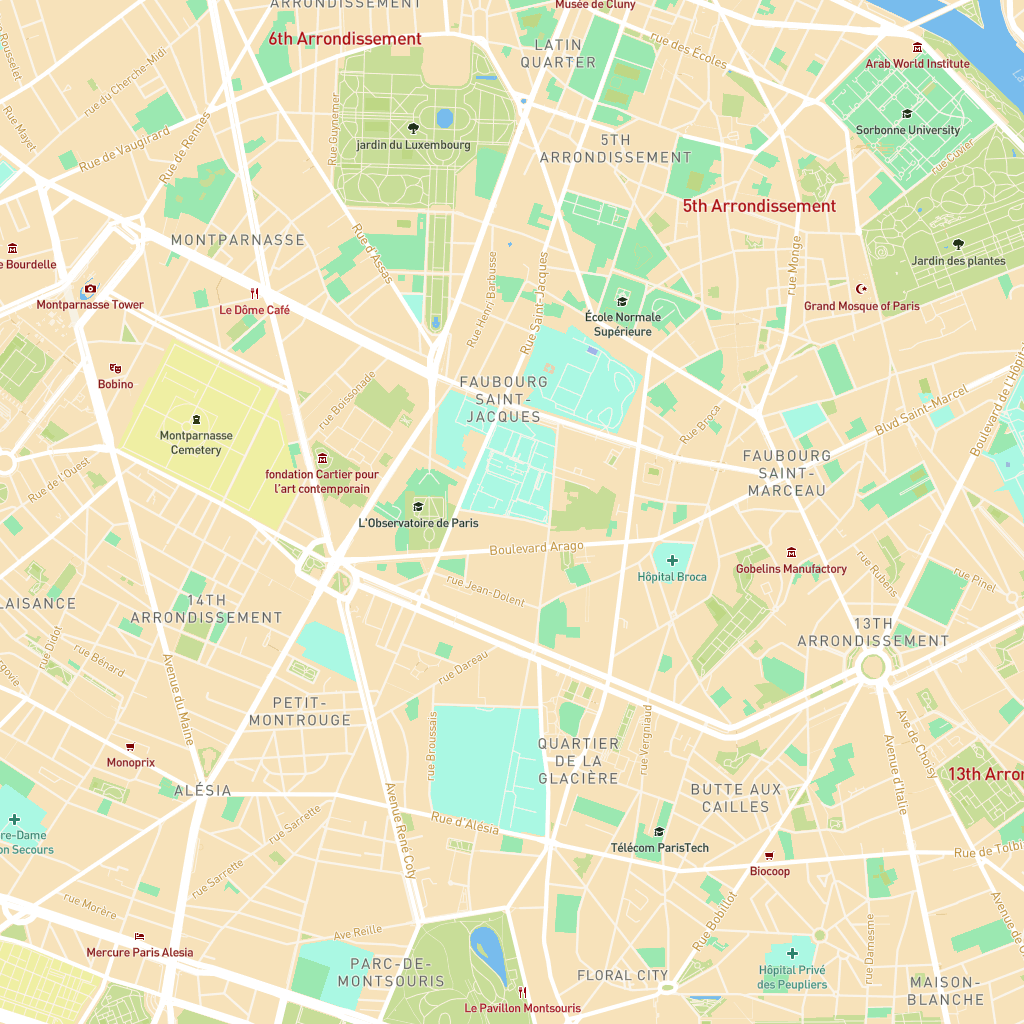 ARRONDISSEMENT
Musée de Cluny
6th Arrondissement
LATIN
QUARTER
rue des Écoles
Arab World Institute
Rousselet
rue du Cherche-Midi
Rue Mayet
Rue de Vaugirard
Rue de Rennes
Rue Guynemer
jardin du Luxembourg
5TH
ARRONDISSEMENT
Sorbonne University
rue Cuvier
5th Arrondissement
MONTPARNASSE
Rue d'Assas
Rue Henri Barbusse
Rue Saint-Jacques
Rue Monge
Jardin des plantes
e Bourdelle
Montparnasse Tower
Le Dôme Café
École Normale
Supérieure
Grand Mosque of Paris
Bobino
rue Boissonade
FAUBOURG
SAINT-
JACQUES
Rue Broca
Blvd Saint-Marcel
Boulevard de l'Hôpital
Montparnasse
Cemetery
Rue de l'Ouest
fondation Cartier pour
l'art contemporain
FAUBOURG
SAINT-
MARCEAU
L'Observatoire de Paris
Boulevard Arago
Hôpital Broca
Gobelins Manufactory
rue Rubens
rue Pinel
rue Jean-Dolent
LAISANCE
14TH
ARRONDISSEMENT
13TH
ARRONDISSEMENT
rue Didot
rue Bénard
Avenue du Maine
rue Dareau
PETIT-
MONTROUGE
rue Broussais
rue Vergniaud
Ave de Choisy
Avenue d'Italie
Monoprix
QUARTIER
DE LA
GLACIÈRE
13th Arron
ALÉSIA
BUTTE AUX
CAILLES
Avenue René Coty
Rue d'Alésia
re-Dame
on Secours
rue Sarrette
Télécom ParisTech
Rue de Tolbi
Biocoop
rue Sarrette
rue Morère
Rue Bobillot
rue Damesme
Ave Reille
Mercure Paris Alesia
PARC-DE-
MONTSOURIS
FLORAL CITY
Hôpital Privé
des Peupliers
MAISON-
BLANCHE
Le Pavillon Montsouris